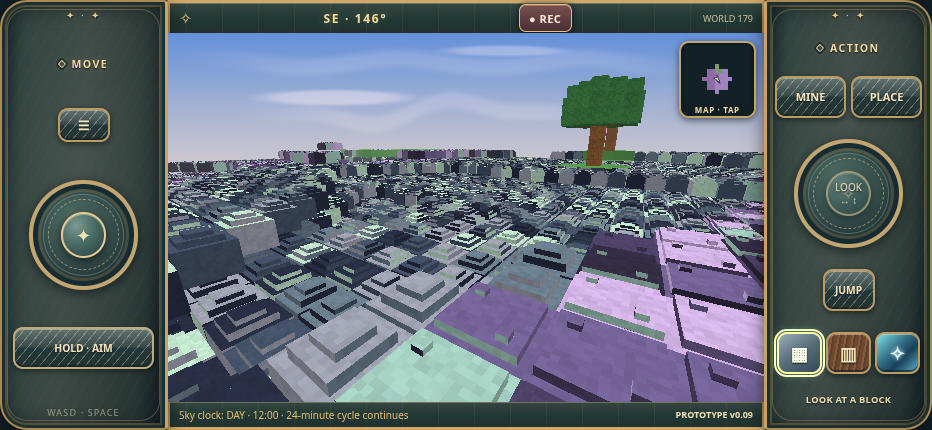 MOVE
☰
HOLD · AIM
WASD · SPACE
SE · 146°
● REC
WORLD 179
MAP · TAP
Sky clock: DAY · 12:00 · 24-minute cycle continues
PROTOTYPE v0.09
ACTION
MINE
PLACE
LOOK
↔ ↕
JUMP
LOOK AT A BLOCK